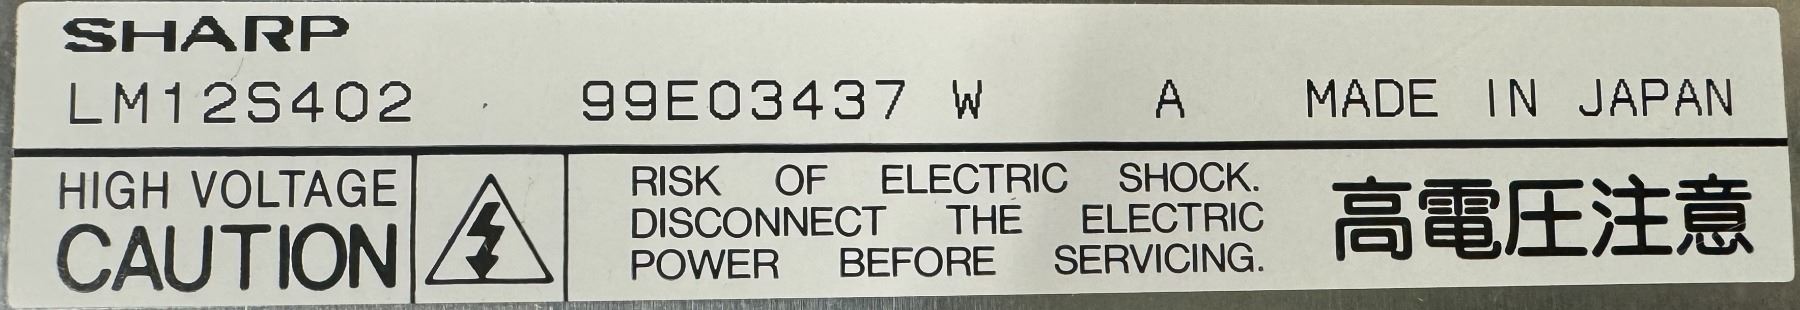 SHARP
LM12S402 99E03437 W A MADE IN JAPAN
HIGH VOLTAGE
CAUTION
RISK OF ELECTRIC SHOCK.
DISCONNECT THE ELECTRIC
POWER BEFORE SERVICING.
高電圧注意